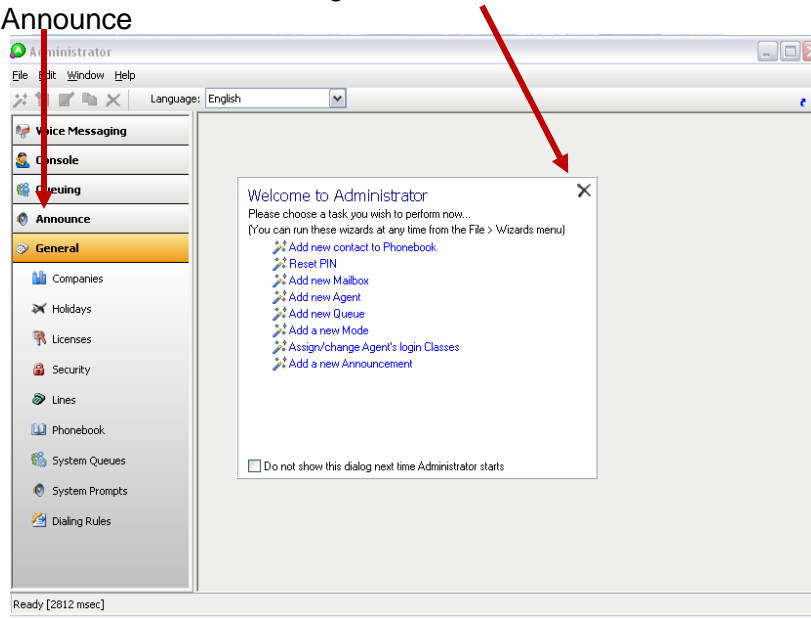 Announce
Administrator
File Edit Window Help
Language: English
Voice Messaging
Console
Queuing
Announce
General
Companies
Holidays
Licenses
Security
Lines
Phonebook
System Queues
System Prompts
Dialing Rules
Welcome to Administrator
Please choose a task you wish to perform now...
(You can run these wizards at any time from the File > Wizards menu)
Add new contact to Phonebook
Reset PIN
Add new Mailbox
Add new Agent
Add new Queue
Add a new Mode
Assign/change Agent's login Classes
Add a new Announcement
Do not show this dialog next time Administrator starts
Ready [2812 msec]